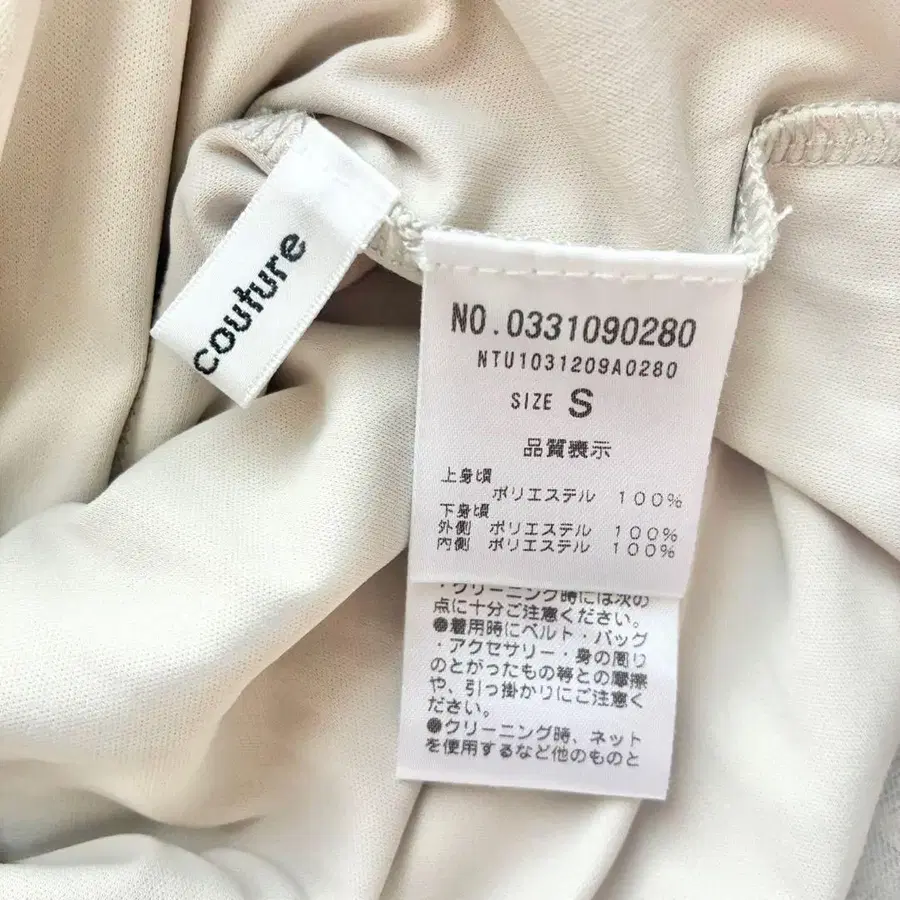 couture
NO.0331090280
NTU1031209A0280
SIZE S
品質表示
上身頃
ポリエステル 100%
下身頃
外側 ポリエステル 100%
内側 ポリエステル 100%
・クリーニング時には次の
点に十分ご注意ください。
●着用時にベルト・バッグ
・アクセサリー・身の周り
のとがったもの等との摩擦
や、引っ掛かりにご注意く
ださい。
●クリーニング時、ネット
を使用するなど他のものと